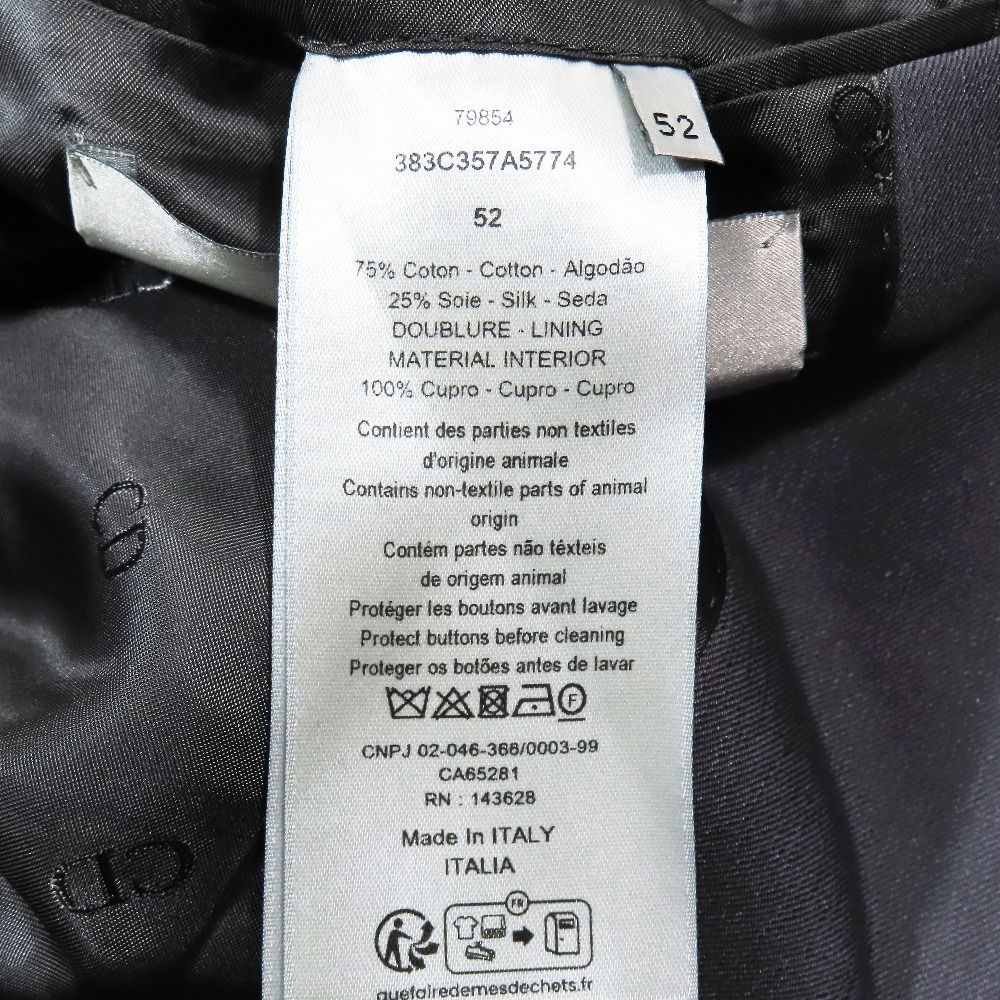 79854
52
383C357A5774
52
75% Coton - Cotton - Algodão
25% Soie - Silk - Seda
DOUBLURE - LINING
MATERIAL INTERIOR
100% Cupro - Cupro - Cupro
Contient des parties non textiles
d'origine animale
Contains non-textile parts of animal
origin
Contém partes não têxteis
de origem animal
Protéger les boutons avant lavage
Protect buttons before cleaning
Proteger os botões antes de lavar
F
CNPJ 02-046-366/0003-99
CA65281
RN : 143628
Made In ITALY
ITALIA
FR
quefairedemesdechets.fr
CD
CD